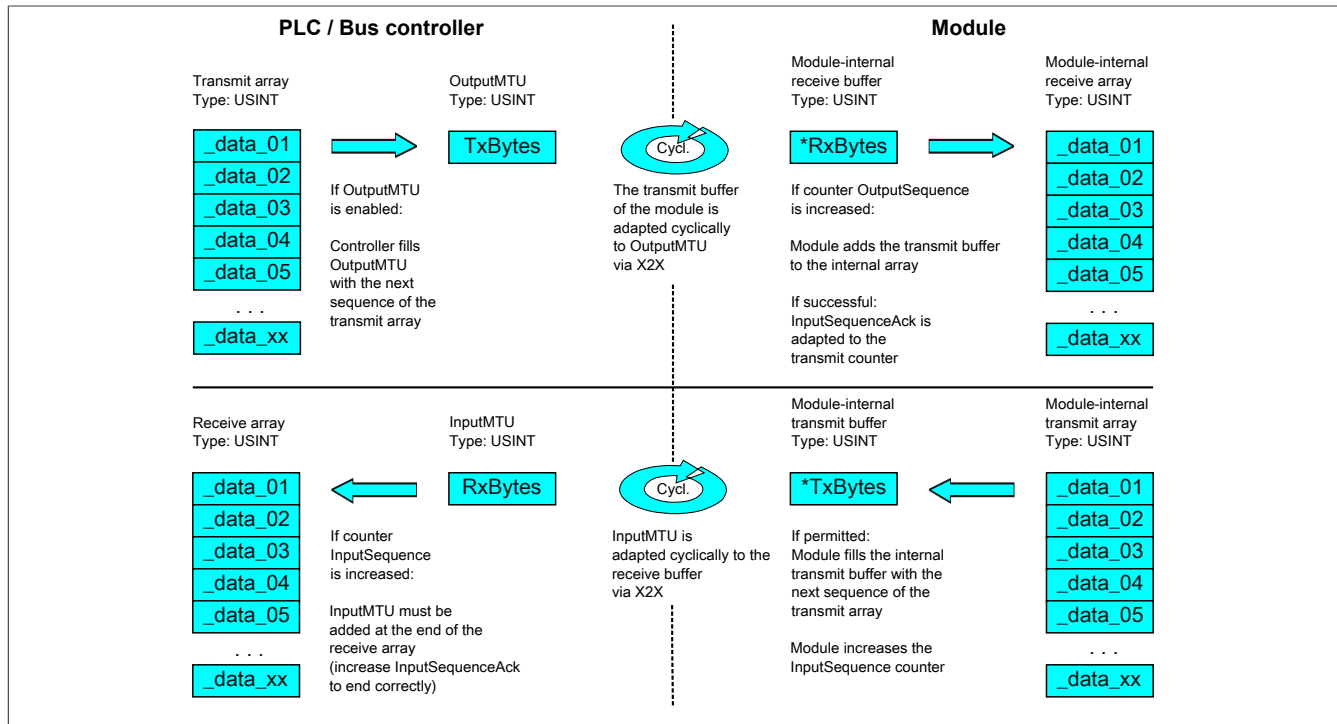 PLC / Bus controller
Module
Transmit array
Type: USINT
OutputMTU
Type: USINT
Module-internal
receive buffer
Type: USINT
Module-internal
receive array
Type: USINT
_data_01
_data_02
_data_03
_data_04
_data_05
. . .
_data_xx
If OutputMTU
is enabled:
Controller fills
OutputMTU
with the next
sequence of the
transmit array
TxBytes
Cycl.
The transmit buffer
of the module is
adapted cyclically
to OutputMTU
via X2X
*RxBytes
If counter OutputSequence
is increased:
Module adds the transmit buffer
to the internal array
If successful:
InputSequenceAck is
adapted to the
transmit counter
_data_01
_data_02
_data_03
_data_04
_data_05
. . .
_data_xx
Receive array
Type: USINT
InputMTU
Type: USINT
Module-internal
transmit buffer
Type: USINT
Module-internal
transmit array
Type: USINT
_data_01
_data_02
_data_03
_data_04
_data_05
. . .
_data_xx
If counter
InputSequence
is increased:
InputMTU must be
added at the end of the
receive array
(increase InputSequenceAck
to end correctly)
RxBytes
Cycl.
InputMTU is
adapted cyclically to the
receive buffer
via X2X
*TxBytes
If permitted:
Module fills the internal
transmit buffer with the
next sequence of the
transmit array
Module increases the
InputSequence counter
_data_01
_data_02
_data_03
_data_04
_data_05
. . .
_data_xx